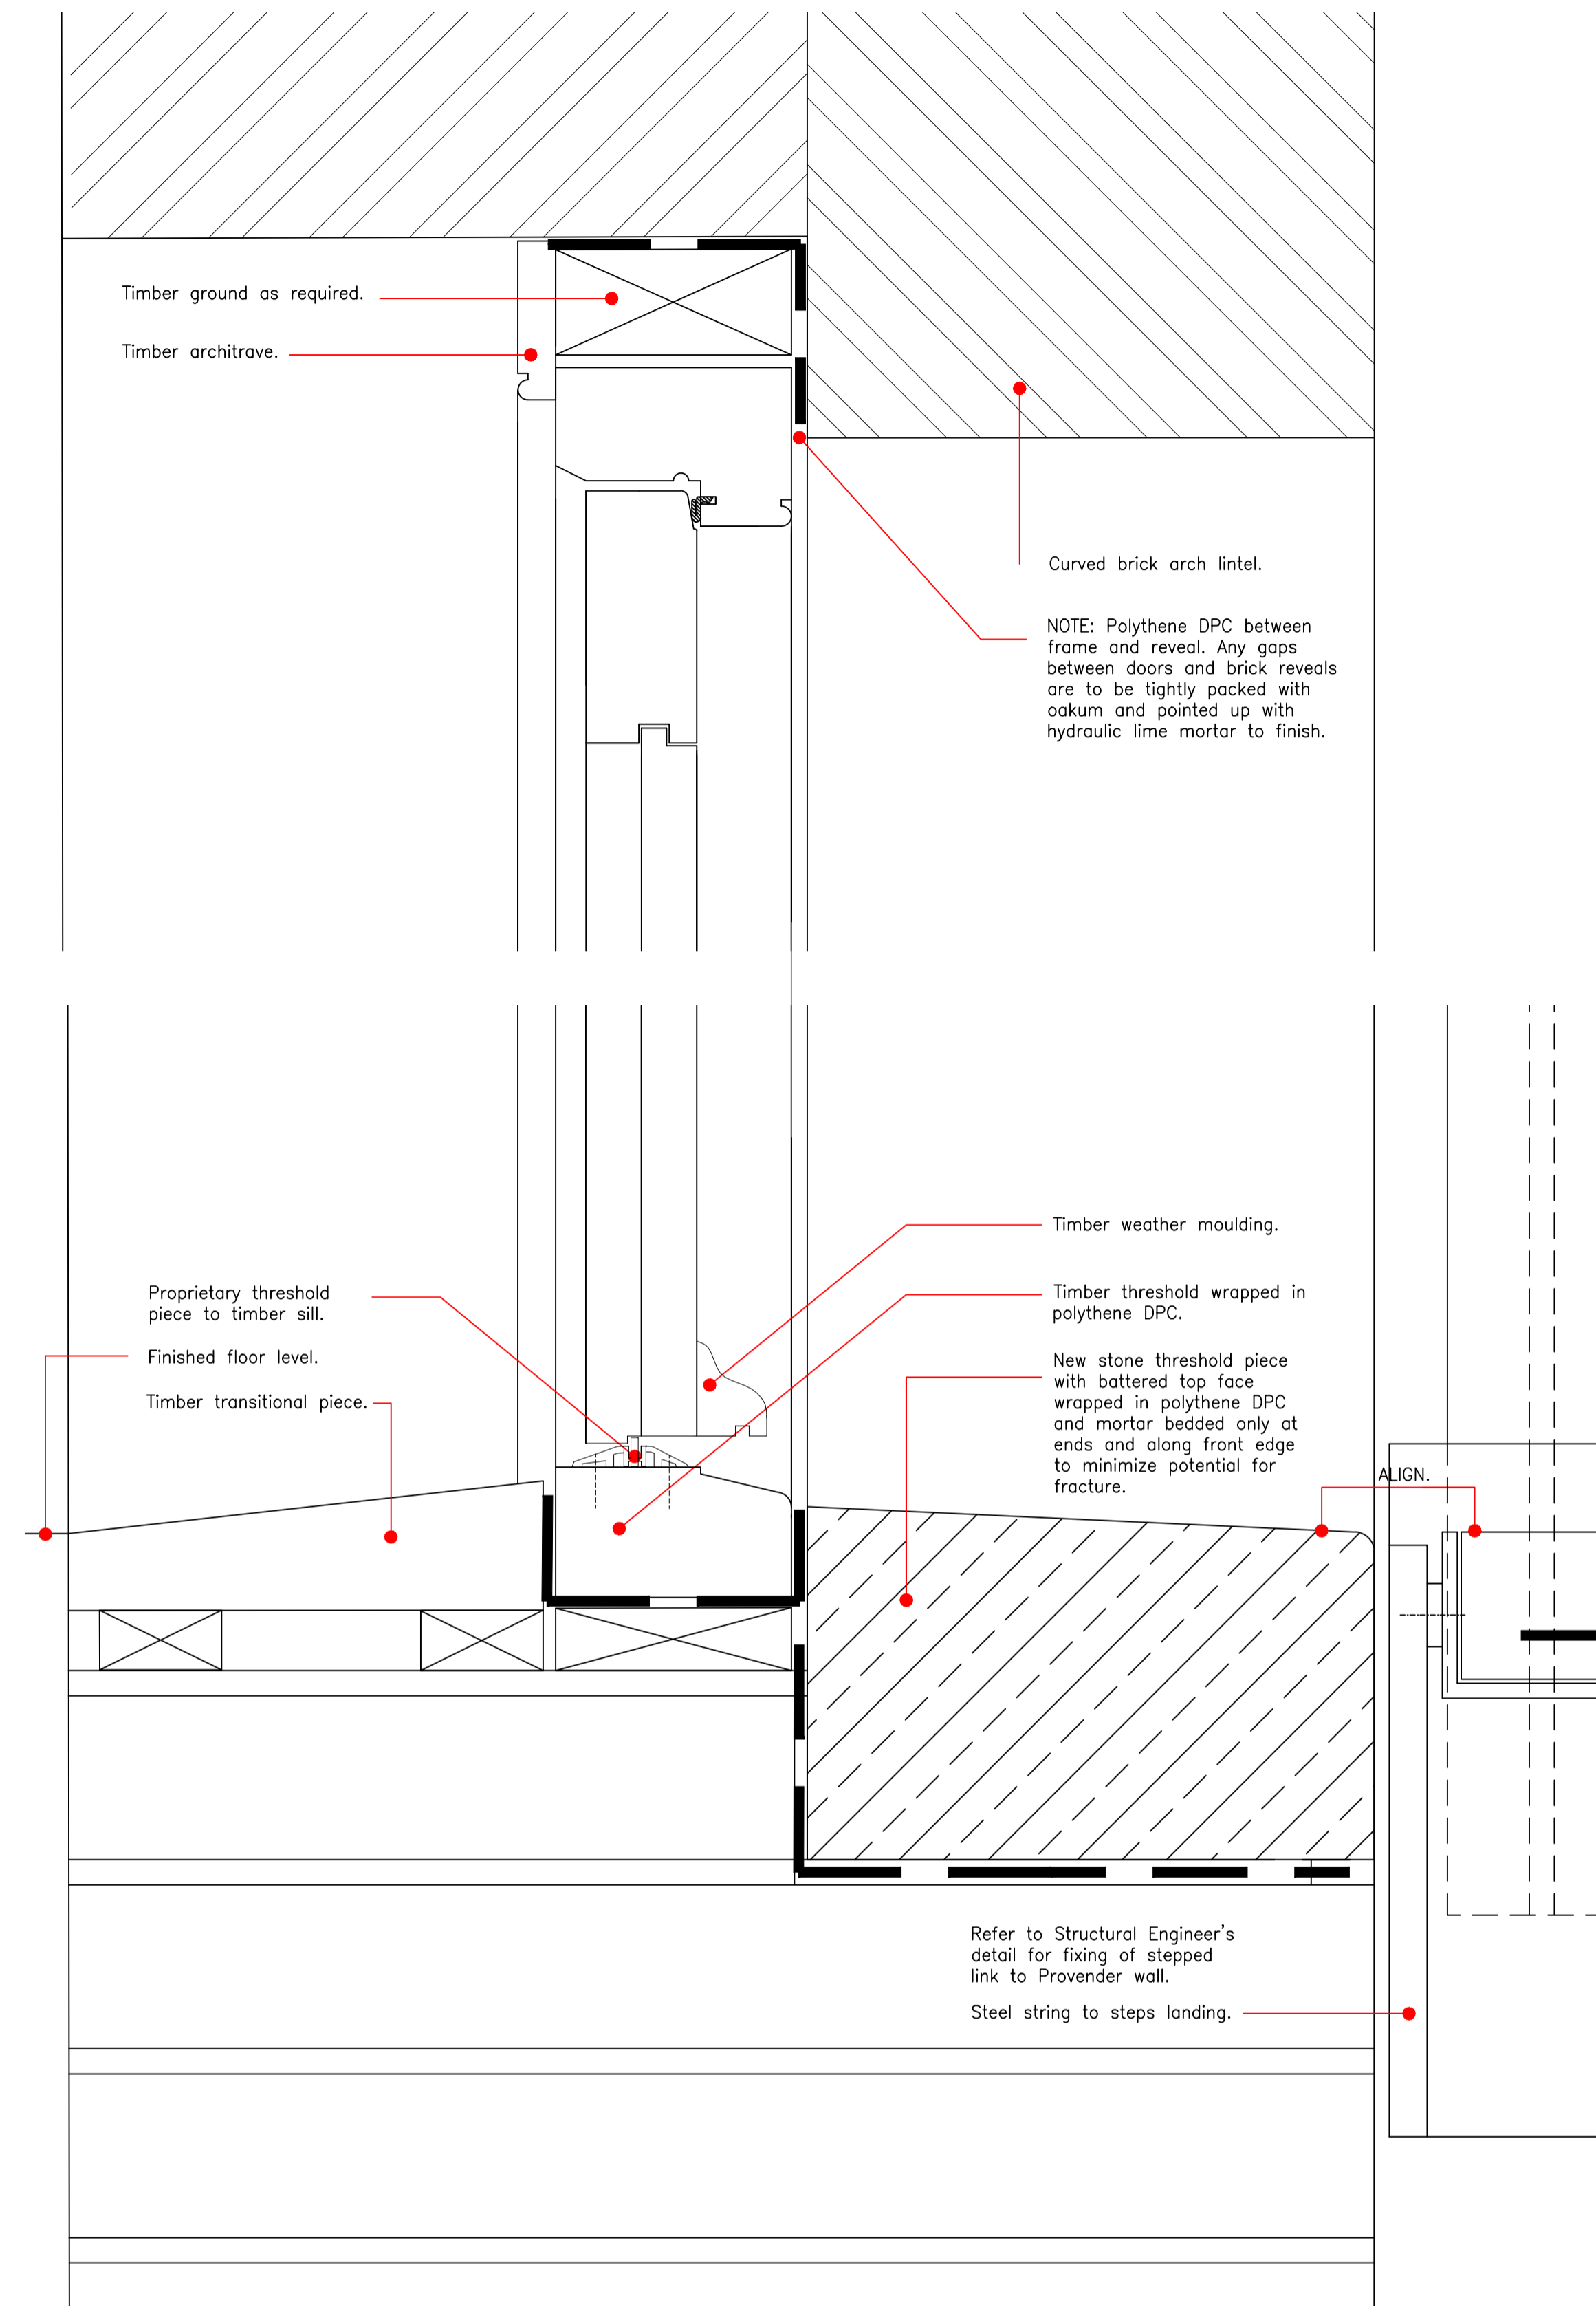 Timber ground as required.
Timber architrave.
Curved brick arch lintel.
NOTE: Polythene DPC between
frame and reveal. Any gaps
between doors and brick reveals
are to be tightly packed with
oakum and pointed up with
hydraulic lime mortar to finish.
Timber weather moulding.
Proprietary threshold
piece to timber sill.
Finished floor level.
Timber transitional piece.
Timber threshold wrapped in
polythene DPC.
New stone threshold piece
with battered top face
wrapped in polythene DPC
and mortar bedded only at
ends and along front edge
to minimize potential for
fracture.
ALIGN.
Refer to Structural Engineer's
detail for fixing of stepped
link to Provender wall.
Steel string to steps landing.